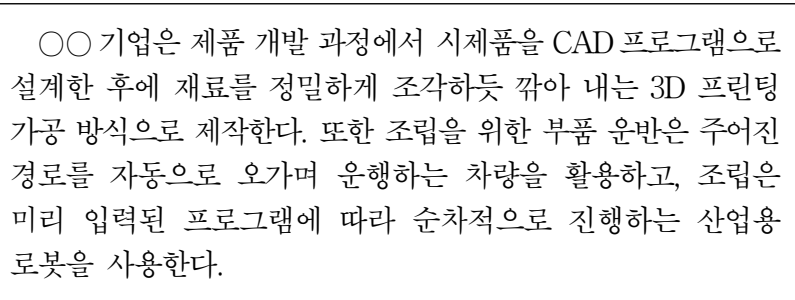 ○○ 기업은 제품 개발 과정에서 시제품을 CAD 프로그램으로
설계한 후에 재료를 정밀하게 조각하듯 깎아 내는 3D 프린팅
가공 방식으로 제작한다. 또한 조립을 위한 부품 운반은 주어진
경로를 자동으로 오가며 운행하는 차량을 활용하고, 조립은
미리 입력된 프로그램에 따라 순차적으로 진행하는 산업용
로봇을 사용한다.